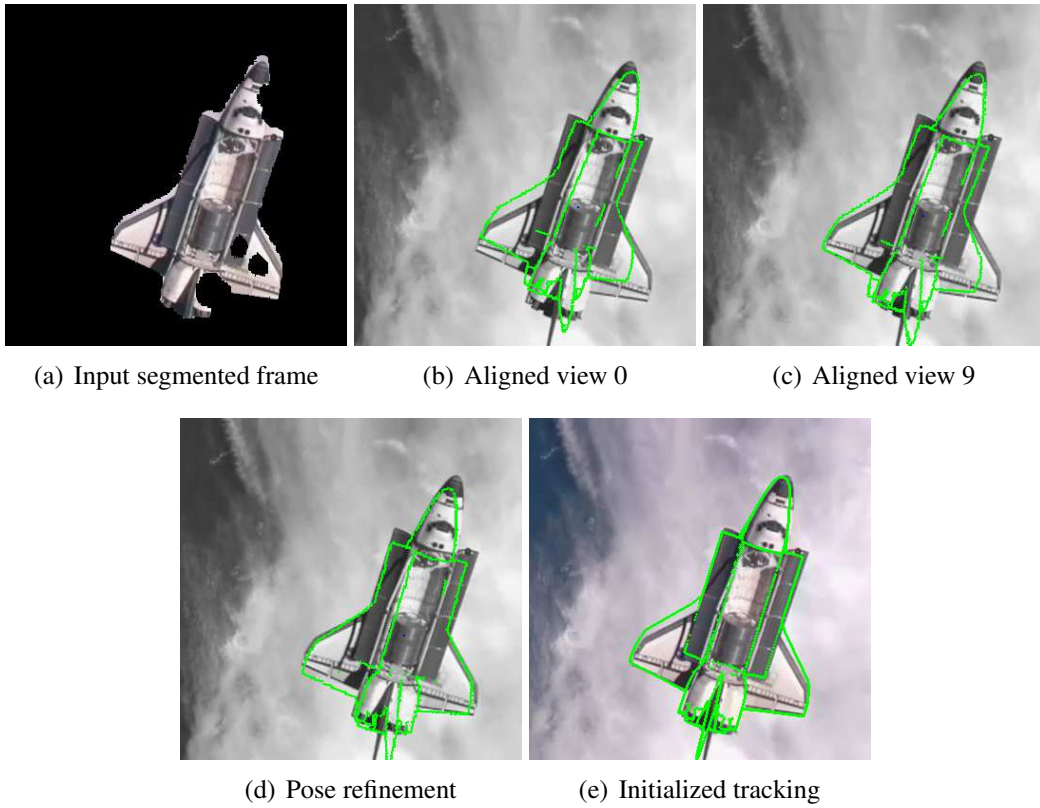 (a) Input segmented frame
(b) Aligned view 0
(c) Aligned view 9
(d) Pose refinement
(e) Initialized tracking